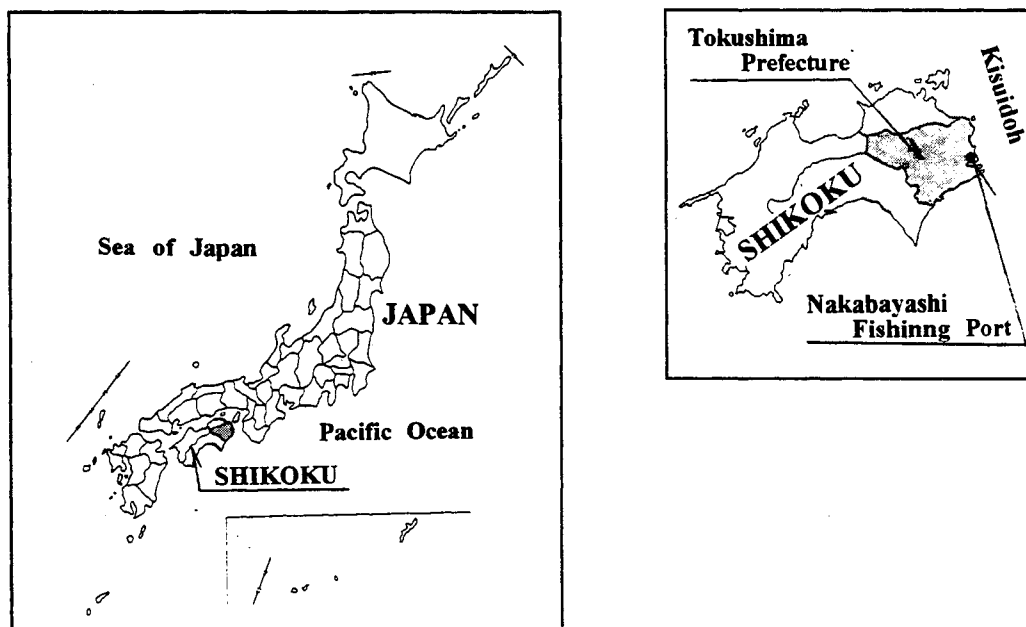 Sea of Japan
JAPAN
Pacific Ocean
SHIKOKU
Tokushima
Prefecture
Kisuidoh
SHIKOKU
Nakabayashi
Fishinng Port